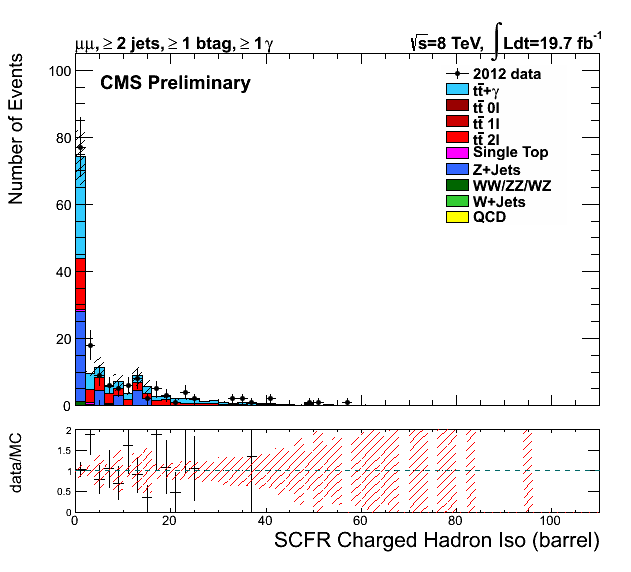 μμ, ≥ 2 jets, ≥ 1 btag, ≥ 1γ
√s=8 TeV, ∫Ldt=19.7 fb⁻¹
CMS Preliminary
2012 data
tt̄+γ
tt̄ 0l
tt̄ 1l
tt̄ 2l
Single Top
Z+Jets
WW/ZZ/WZ
W+Jets
QCD
Number of Events
100
80
60
40
20
0
data/MC
2
1.5
1
0.5
0
0 20 40 60 80 100
SCFR Charged Hadron Iso (barrel)